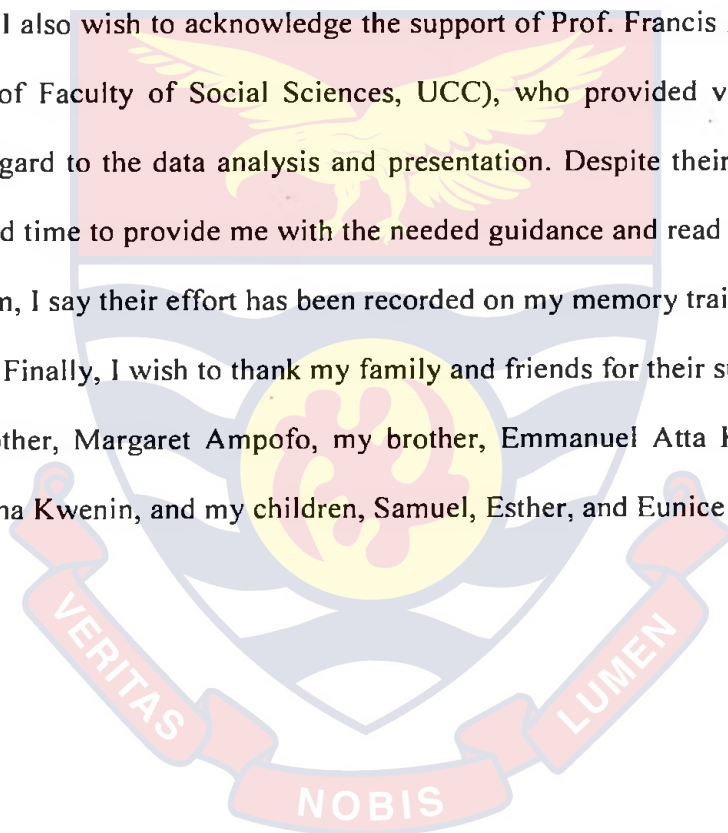 I also wish to acknowledge the support of Prof. Francis
of Faculty of Social Sciences, UCC), who provided v
gard to the data analysis and presentation. Despite their
d time to provide me with the needed guidance and read
n, I say their effort has been recorded on my memory trai
Finally, I wish to thank my family and friends for their s
other, Margaret Ampofo, my brother, Emmanuel Atta
na Kwenin, and my children, Samuel, Esther, and Eunice
VERITAS
NOBIS
LUMEN